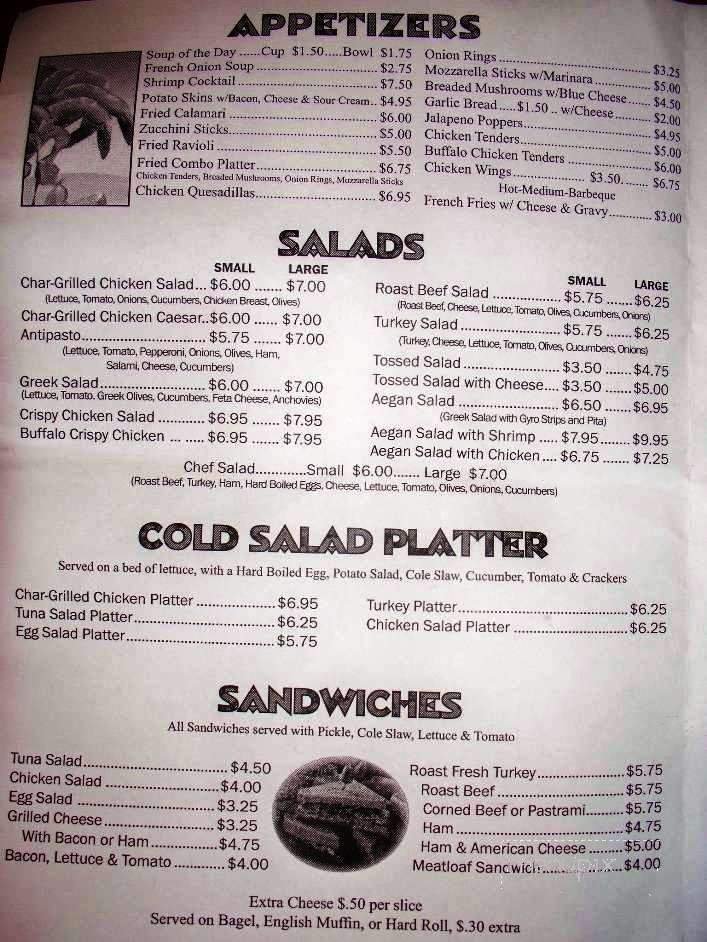 APPETIZERS
Soup of the Day ......Cup $1.50.....Bowl $1.75
French Onion Soup ................ $2.75
Shrimp Cocktail ................ $7.50
Potato Skins w/Bacon, Cheese & Sour Cream.. $4.95
Fried Calamari ................ $6.00
Zucchini Sticks ................ $5.00
Fried Ravioli ................ $5.50
Fried Combo Platter ................ $6.75
Chicken Tenders, Breaded Mushrooms, Onion Rings, Mozzarella Sticks
Chicken Quesadillas ................ $6.95
Onion Rings ................ $3.25
Mozzarella Sticks w/Marinara ................ $5.00
Breaded Mushrooms w/Blue Cheese...... $4.50
Garlic Bread ..... $1.50 .. w/Cheese ........ $2.00
Jalapeno Poppers ................ $4.95
Chicken Tenders ................ $5.00
Buffalo Chicken Tenders ................ $6.00
Chicken Wings ................ $3.50........ $6.75
Hot-Medium-Barbeque
French Fries w/ Cheese & Gravy............ $3.00
SALADS
SMALL LARGE
Char-Grilled Chicken Salad... $6.00 ....... $7.00
(Lettuce, Tomato, Onions, Cucumbers, Chicken Breast, Olives)
Char-Grilled Chicken Caesar..$6.00 ...... $7.00
Antipasto ................ $5.75 ....... $7.00
(Lettuce, Tomato, Pepperoni, Onions, Olives, Ham,
Salami, Cheese, Cucumbers)
Greek Salad ................ $6.00 ....... $7.00
(Lettuce, Tomato. Greek Olives, Cucumbers, Feta Cheese, Anchovies)
Crispy Chicken Salad ........... $6.95 ....... $7.95
Buffalo Crispy Chicken ... ..... $6.95 ....... $7.95
SMALL LARGE
Roast Beef Salad ................ $5.75 .......$6.25
(Roast Beef, Cheese, Lettuce, Tomato, Olives, Cucumbers, Onions)
Turkey Salad ................ $5.75 .......$6.25
(Turkey, Cheese, Lettuce, Tomato, Olives, Cucumbers, Onions)
Tossed Salad ................ $3.50 .......$4.75
Tossed Salad with Cheese.... $3.50 .......$5.00
Aegan Salad ................ $6.50 .......$6.95
(Greek Salad with Gyro Strips and Pita)
Aegan Salad with Shrimp ..... $7.95........$9.95
Aegan Salad with Chicken .... $6.75 ....... $7.25
Chef Salad.............Small $6.00....... Large $7.00
(Roast Beef, Turkey, Ham, Hard Boiled Eggs, Cheese, Lettuce, Tomato, Olives, Onions, Cucumbers)
COLD SALAD PLATTER
Served on a bed of lettuce, with a Hard Boiled Egg, Potato Salad, Cole Slaw, Cucumber, Tomato & Crackers
Char-Grilled Chicken Platter ................ $6.95
Tuna Salad Platter ................ $6.25
Egg Salad Platter ................ $5.75
Turkey Platter ................ $6.25
Chicken Salad Platter ................ $6.25
SANDWICHES
All Sandwiches served with Pickle, Cole Slaw, Lettuce & Tomato
Tuna Salad ................ $4.50
Chicken Salad ................ $4.00
Egg Salad ................ $3.25
Grilled Cheese ................ $3.25
With Bacon or Ham ................ $4.75
Bacon, Lettuce & Tomato ................ $4.00
Roast Fresh Turkey ................ $5.75
Roast Beef ................ $5.75
Corned Beef or Pastrami.......... $5.75
Ham ................ $4.75
Ham & American Cheese ......... $5.00
Meatloaf Sandwich ................ $4.00
Extra Cheese $.50 per slice
Served on Bagel, English Muffin, or Hard Roll, $.30 extra